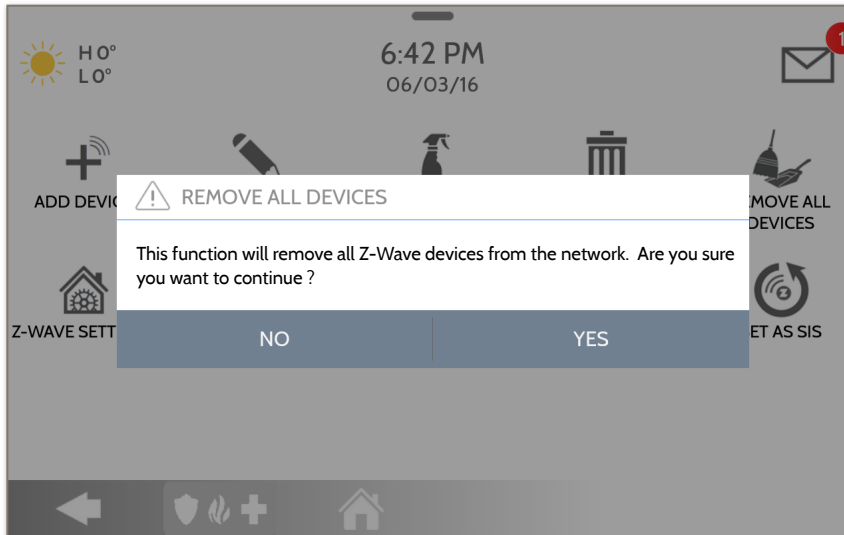 H 0°
L 0°
6:42 PM
06/03/16
1
ADD DEVIC
MOVE ALL
DEVICES
REMOVE ALL DEVICES
This function will remove all Z-Wave devices from the network. Are you sure
you want to continue ?
Z-WAVE SETT
ET AS SIS
NO
YES